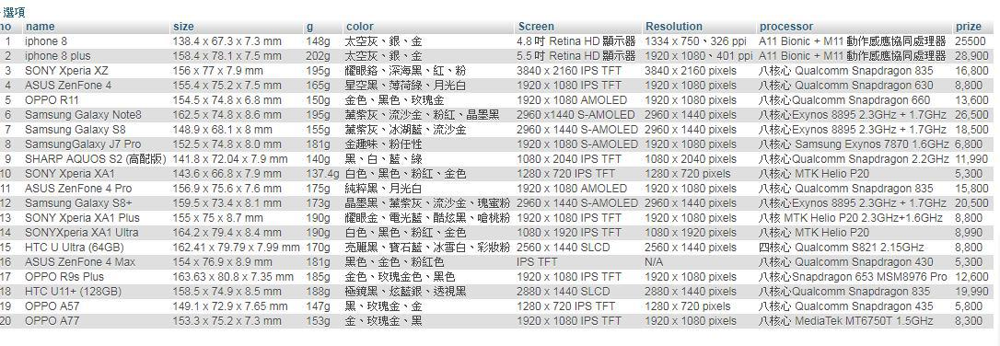 選項
no name size g color Screen Resolution processor prize
1 iphone 8 138.4 x 67.3 x 7.3 mm 148g 太空灰、銀、金 4.8 吋 Retina HD 顯示器 1334 x 750、326 ppi A11 Bionic + M11 動作感應協同處理器 25500
2 iphone 8 plus 158.4 x 78.1 x 7.5 mm 202g 太空灰、銀、金 5.5 吋 Retina HD 顯示器 1920 x 1080、401 ppi A11 Bionic + M11 動作感應協同處理器 28,900
3 SONY Xperia XZ 156 x 77 x 7.9 mm 195g 耀眼鉻、深海黑、紅、粉 3840 x 2160 IPS TFT 3840 x 2160 pixels 八核心 Qualcomm Snapdragon 835 16,800
4 ASUS ZenFone 4 155.4 x 75.2 x 7.5 mm 165g 星空黑、薄荷綠、月光白 1920 x 1080 IPS TFT 1920 x 1080 pixels 八核心 Qualcomm Snapdragon 630 8,800
5 OPPO R11 154.5 x 74.8 x 6.8 mm 150g 金色、黑色、玫瑰金 1920 x 1080 AMOLED 1920 x 1080 pixels 八核心 Qualcomm Snapdragon 660 13,600
6 Samsung Galaxy Note8 162.5 x 74.8 x 8.6 mm 195g 薰紫灰、流沙金、粉紅、晶墨黑 2960 x1440 S-AMOLED 2960 x 1440 pixels 八核心Exynos 8895 2.3GHz + 1.7GHz 26,500
7 Samsung Galaxy S8 148.9 x 68.1 x 8 mm 155g 薰紫灰、冰湖藍、流沙金 2960 x 1440 S-AMOLED 2960 x 1440 pixels 八核心Exynos 8895 2.3GHz + 1.7GHz 18,500
8 SamsungGalaxy J7 Pro 152.5 x 74.8 x 8.0 mm 181g 金趣味、粉任性 1920 x 1080 S-AMOLED 1920 x 1080 pixels 八核心 Samsung Exynos 7870 1.6GHz 6,800
9 SHARP AQUOS S2 (高配版) 141.8 x 72.04 x 7.9 mm 140g 黑、白、藍、綠 1080 x 2040 IPS TFT 1080 x 2040 pixels 八核心 Qualcomm Snapdragon 2.2GHz 11,990
10 SONY Xperia XA1 143.6 x 66.8 x 7.9 mm 137.4g 白色、黑色、粉紅、金色 1280 x 720 IPS TFT 1280 x 720 pixels 八核心 MTK Helio P20 5,300
11 ASUS ZenFone 4 Pro 156.9 x 75.6 x 7.6 mm 175g 純粹黑、月光白 1920 x 1080 AMOLED 1920 x 1080 pixels 八核心 Qualcomm Snapdragon 835 15,800
12 Samsung Galaxy S8+ 159.5 x 73.4 x 8.1 mm 173g 晶墨黑、薰紫灰、流沙金、瑰蜜粉 2960 x 1440 S-AMOLED 2960 x 1440 pixels 八核心Exynos 8895 2.3GHz + 1.7GHz 20,500
13 SONY Xperia XA1 Plus 155 x 75 x 8.7 mm 190g 耀眼金、電光藍、酷炫黑、嗆桃粉 1920 x 1080 IPS TFT 1920 x 1080 pixels 八核 MTK Helio P20 2.3GHz+1.6GHz 8,800
14 SONYXperia XA1 Ultra 164.2 x 79.4 x 8.4 mm 190g 白色、黑色、粉紅、金色 1920 x 1080 IPS TFT 1920 x 1080 pixels 八核心 MTK Helio P20 8,990
15 HTC U Ultra (64GB) 162.41 x 79.79 x 7.99 mm 170g 亮麗黑、寶石藍、冰雪白、彩妝粉 2560 x 1440 SLCD 2560 x 1440 pixels 四核心 Qualcomm S821 2.15GHz 8,800
16 ASUS ZenFone 4 Max 154 x 76.9 x 8.9 mm 181g 黑色、金色、粉紅色 IPS TFT N/A 八核心 Qualcomm Snapdragon 430 5,300
17 OPPO R9s Plus 163.63 x 80.8 x 7.35 mm 185g 金色、玫瑰金色、黑色 1920 x 1080 IPS TFT 1920 x 1080 pixels 八核心Snapdragon 653 MSM8976 Pro 12,600
18 HTC U11+ (128GB) 158.5 x 74.9 x 8.5 mm 188g 極鏡黑、炫藍銀、透視黑 2880 x 1440 SLCD 2880 x 1440 pixels 八核心 Qualcomm Snapdragon 835 19,990
19 OPPO A57 149.1 x 72.9 x 7.65 mm 147g 黑、玫瑰金、金 1280 x 720 IPS TFT 1280 x 720 pixels 八核心 Qualcomm Snapdragon 435 5,800
20 OPPO A77 153.3 x 75.2 x 7.3 mm 153g 金、玫瑰金、黑 1920 x 1080 IPS TFT 1920 x 1080 pixels 八核心 MediaTek MT6750T 1.5GHz 8,300